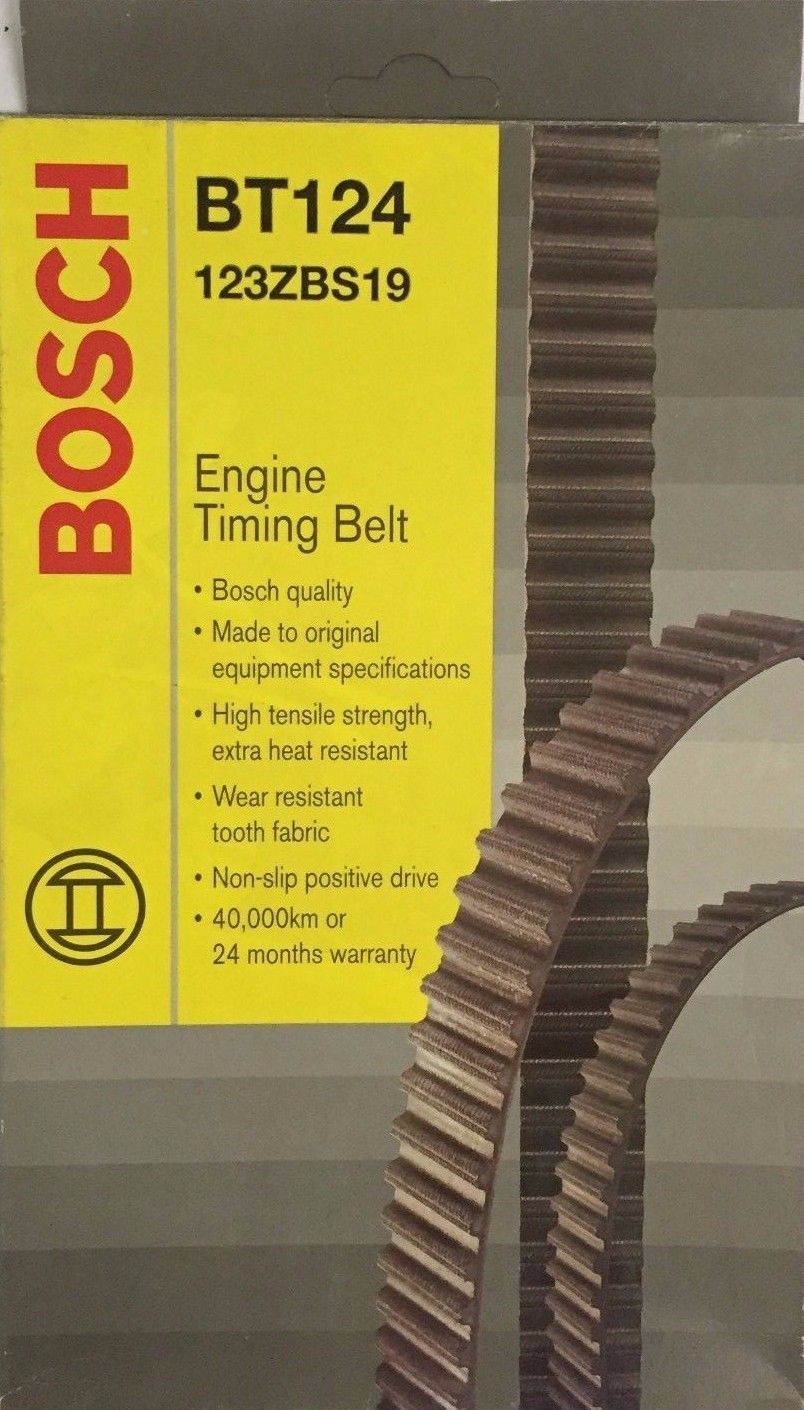 BOSCH
BT124
123ZBS19
Engine
Timing Belt
• Bosch quality
• Made to original
equipment specifications
• High tensile strength,
extra heat resistant
• Wear resistant
tooth fabric
• Non-slip positive drive
• 40,000km or
24 months warranty